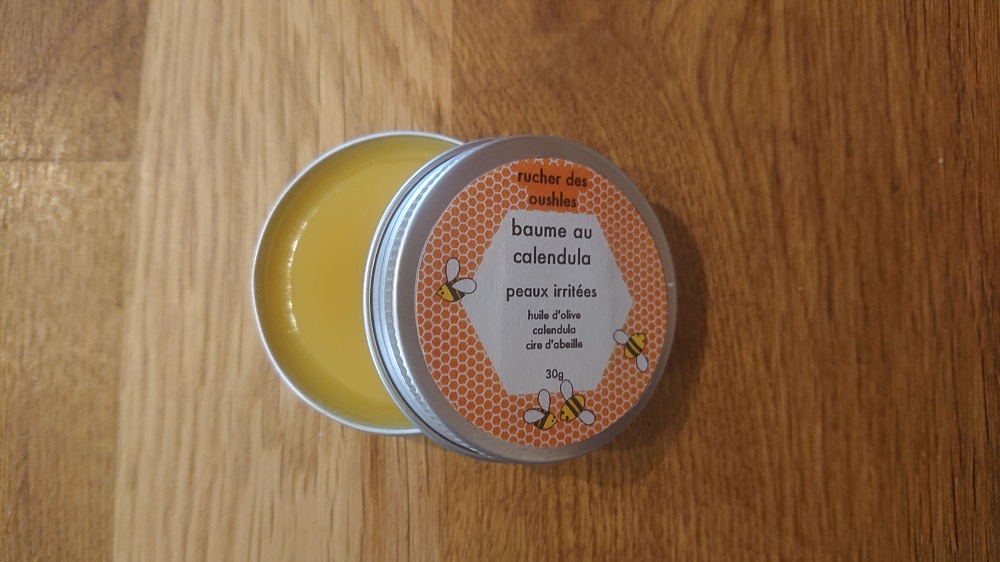 rucher des
oushles
baume au
calendula
peaux irritées
huile d'olive
calendula
cire d'abeille
30g